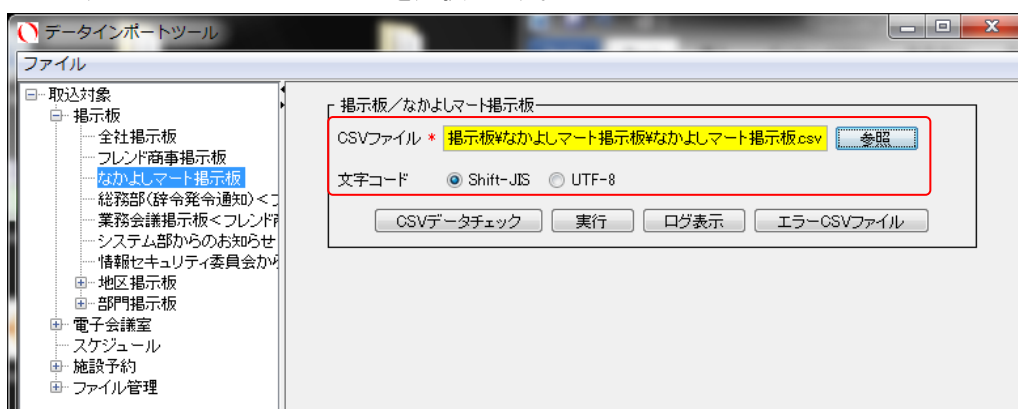 データインポートツール
ファイル
取込対象
掲示板
全社掲示板
フレンド商事掲示板
なかよしマート掲示板
総務部(辞令発令通知)<
業務会議掲示板<フレンド
システム部からのお知らせ
情報セキュリティ委員会か
地区掲示板
部門掲示板
電子会議室
スケジュール
施設予約
ファイル管理
掲示板/なかよしマート掲示板
CSVファイル * 掲示板¥なかよしマート掲示板¥なかよしマート掲示板.csv 参照
文字コード Shift-JIS UTF-8
CSVデータチェック 実行 ログ表示 エラーCSVファイル